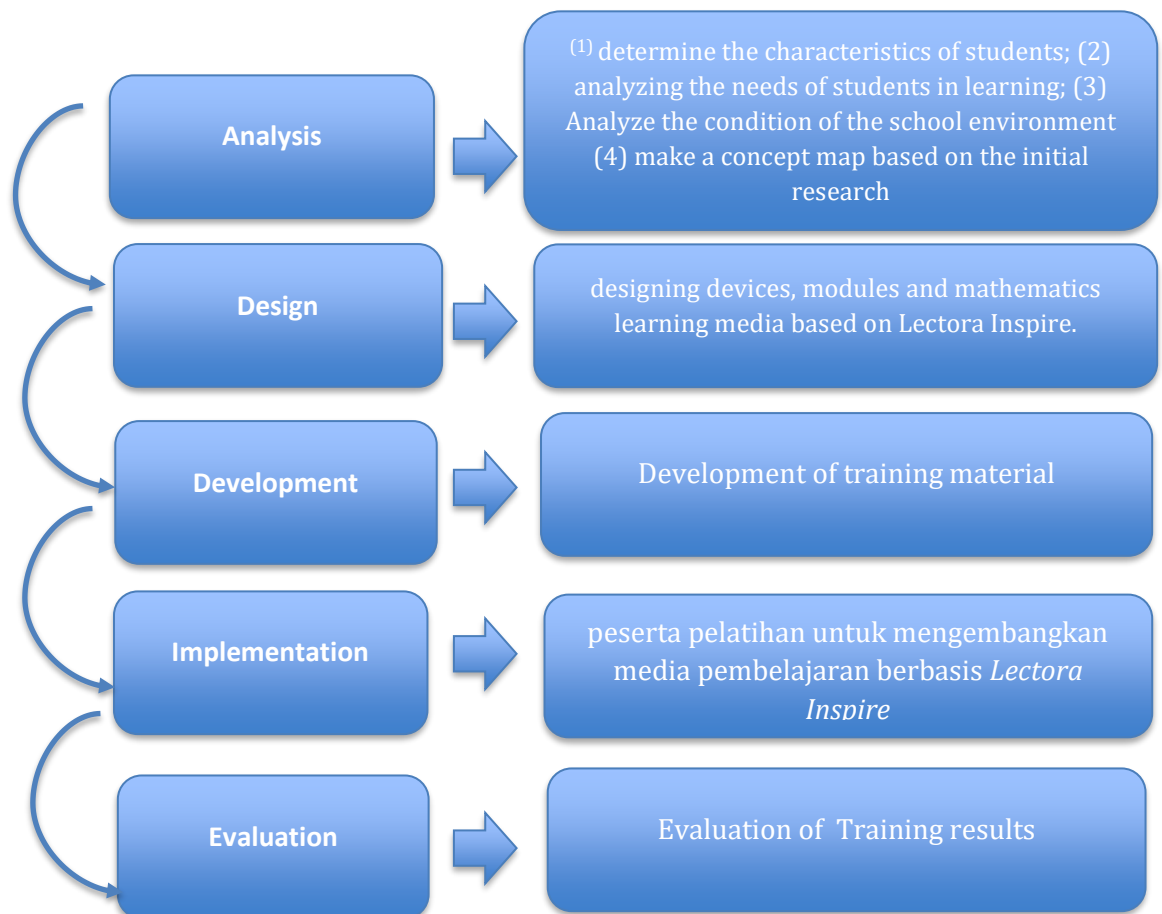 Analysis
(1) determine the characteristics of students; (2)
analyzing the needs of students in learning; (3)
Analyze the condition of the school environment
(4) make a concept map based on the initial
research
Design
designing devices, modules and mathematics
learning media based on Lectora Inspire.
Development
Development of training material
Implementation
peserta pelatihan untuk mengembangkan
media pembelajaran berbasis Lectora
Inspire
Evaluation
Evaluation of Training results